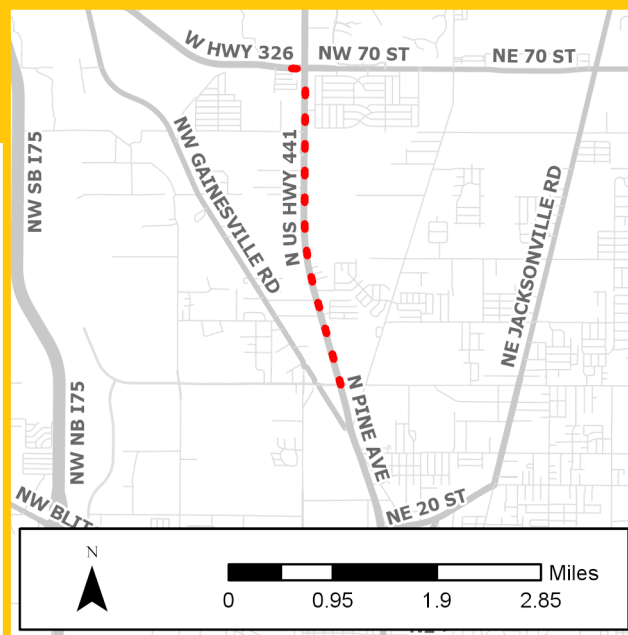 W HWY 326
NW 70 ST
NE 70 ST
NW SB I75
NW GAINESVILLE RD
N US HWY 441
NE JACKSONVILLE RD
NW NB I75
N PINE AVE
NE 20 ST
NW BLIT
N
Miles
0
0.95
1.9
2.85